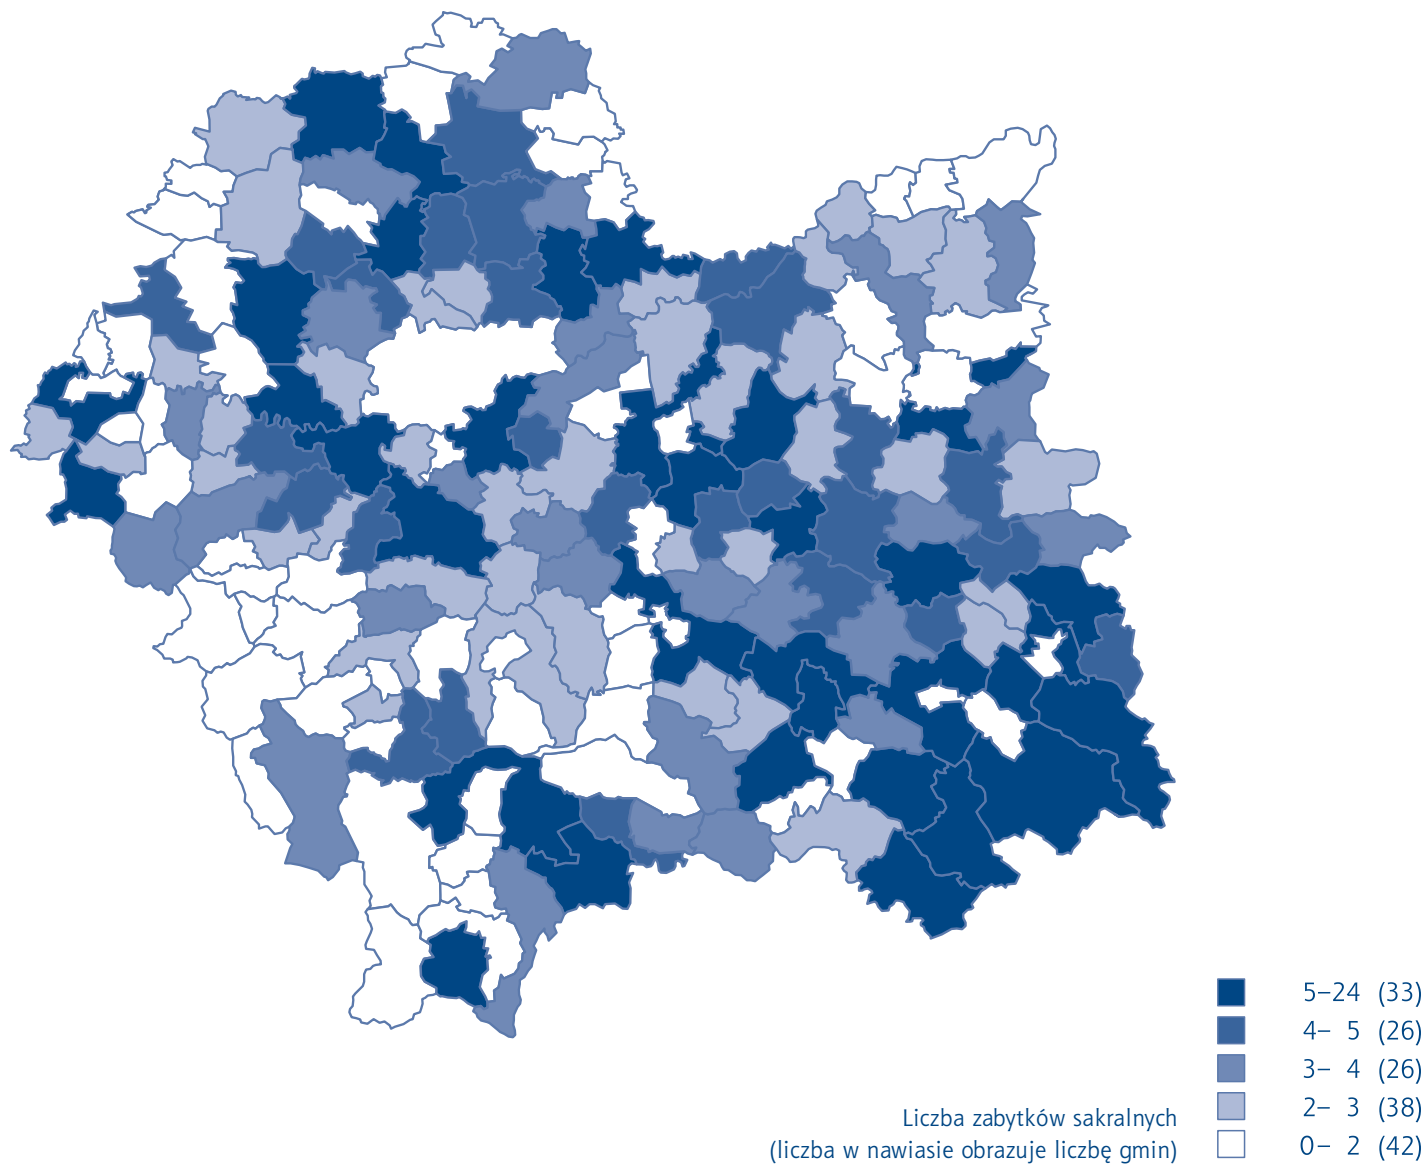 5–24 (33)
4– 5 (26)
3– 4 (26)
2– 3 (38)
0– 2 (42)
Liczba zabytków sakralnych
(liczba w nawiasie obrazuje liczbę gmin)